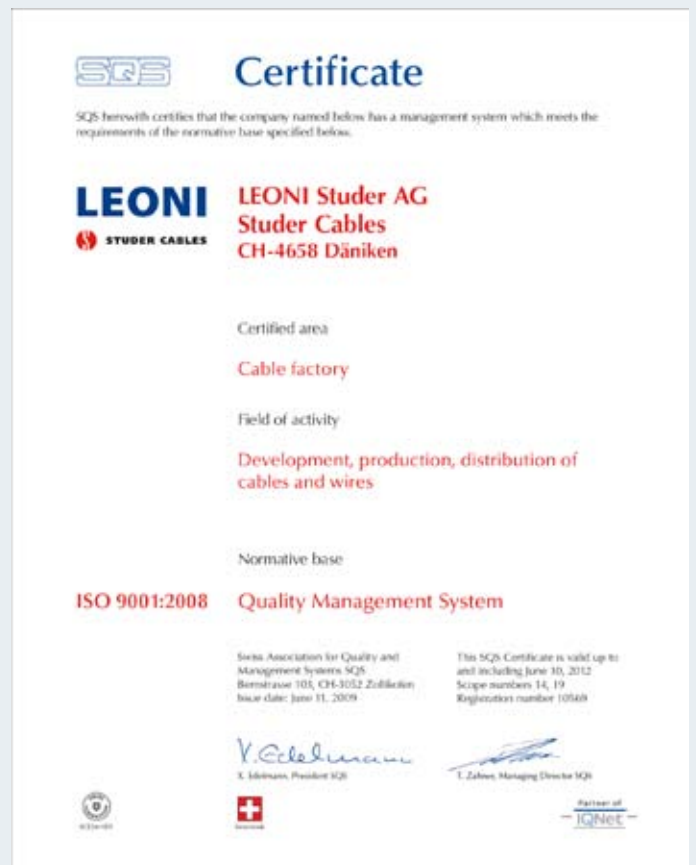 SQS
Certificate
SQS herewith certifies that the company named below has a management system which meets the
requirements of the normative base specified below.
LEONI
STUDER CABLES
LEONI Studer AG
Studer Cables
CH-4658 Däniken
Certified area
Cable factory
Field of activity
Development, production, distribution of
cables and wires
Normative base
ISO 9001:2008
Quality Management System
Swiss Association for Quality and
Management Systems SQS
Bernstrasse 103, CH-3052 Zollikofen
Issue date: June 11, 2009
This SQS Certificate is valid up to
and including June 10, 2012
Scope numbers 14, 19
Registration number 10569
X. Edelmann
X. Edelmann, President SQS
T. Zahner, Managing Director SQS
Partner of
IQNet